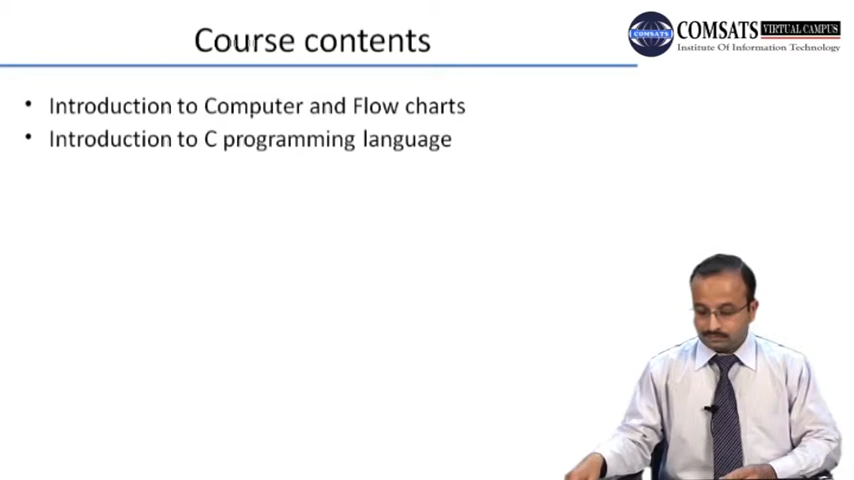 Course contents
COMSATS VIRTUAL CAMPUS
COMSATS
Institute Of Information Technology
• Introduction to Computer and Flow charts
• Introduction to C programming language